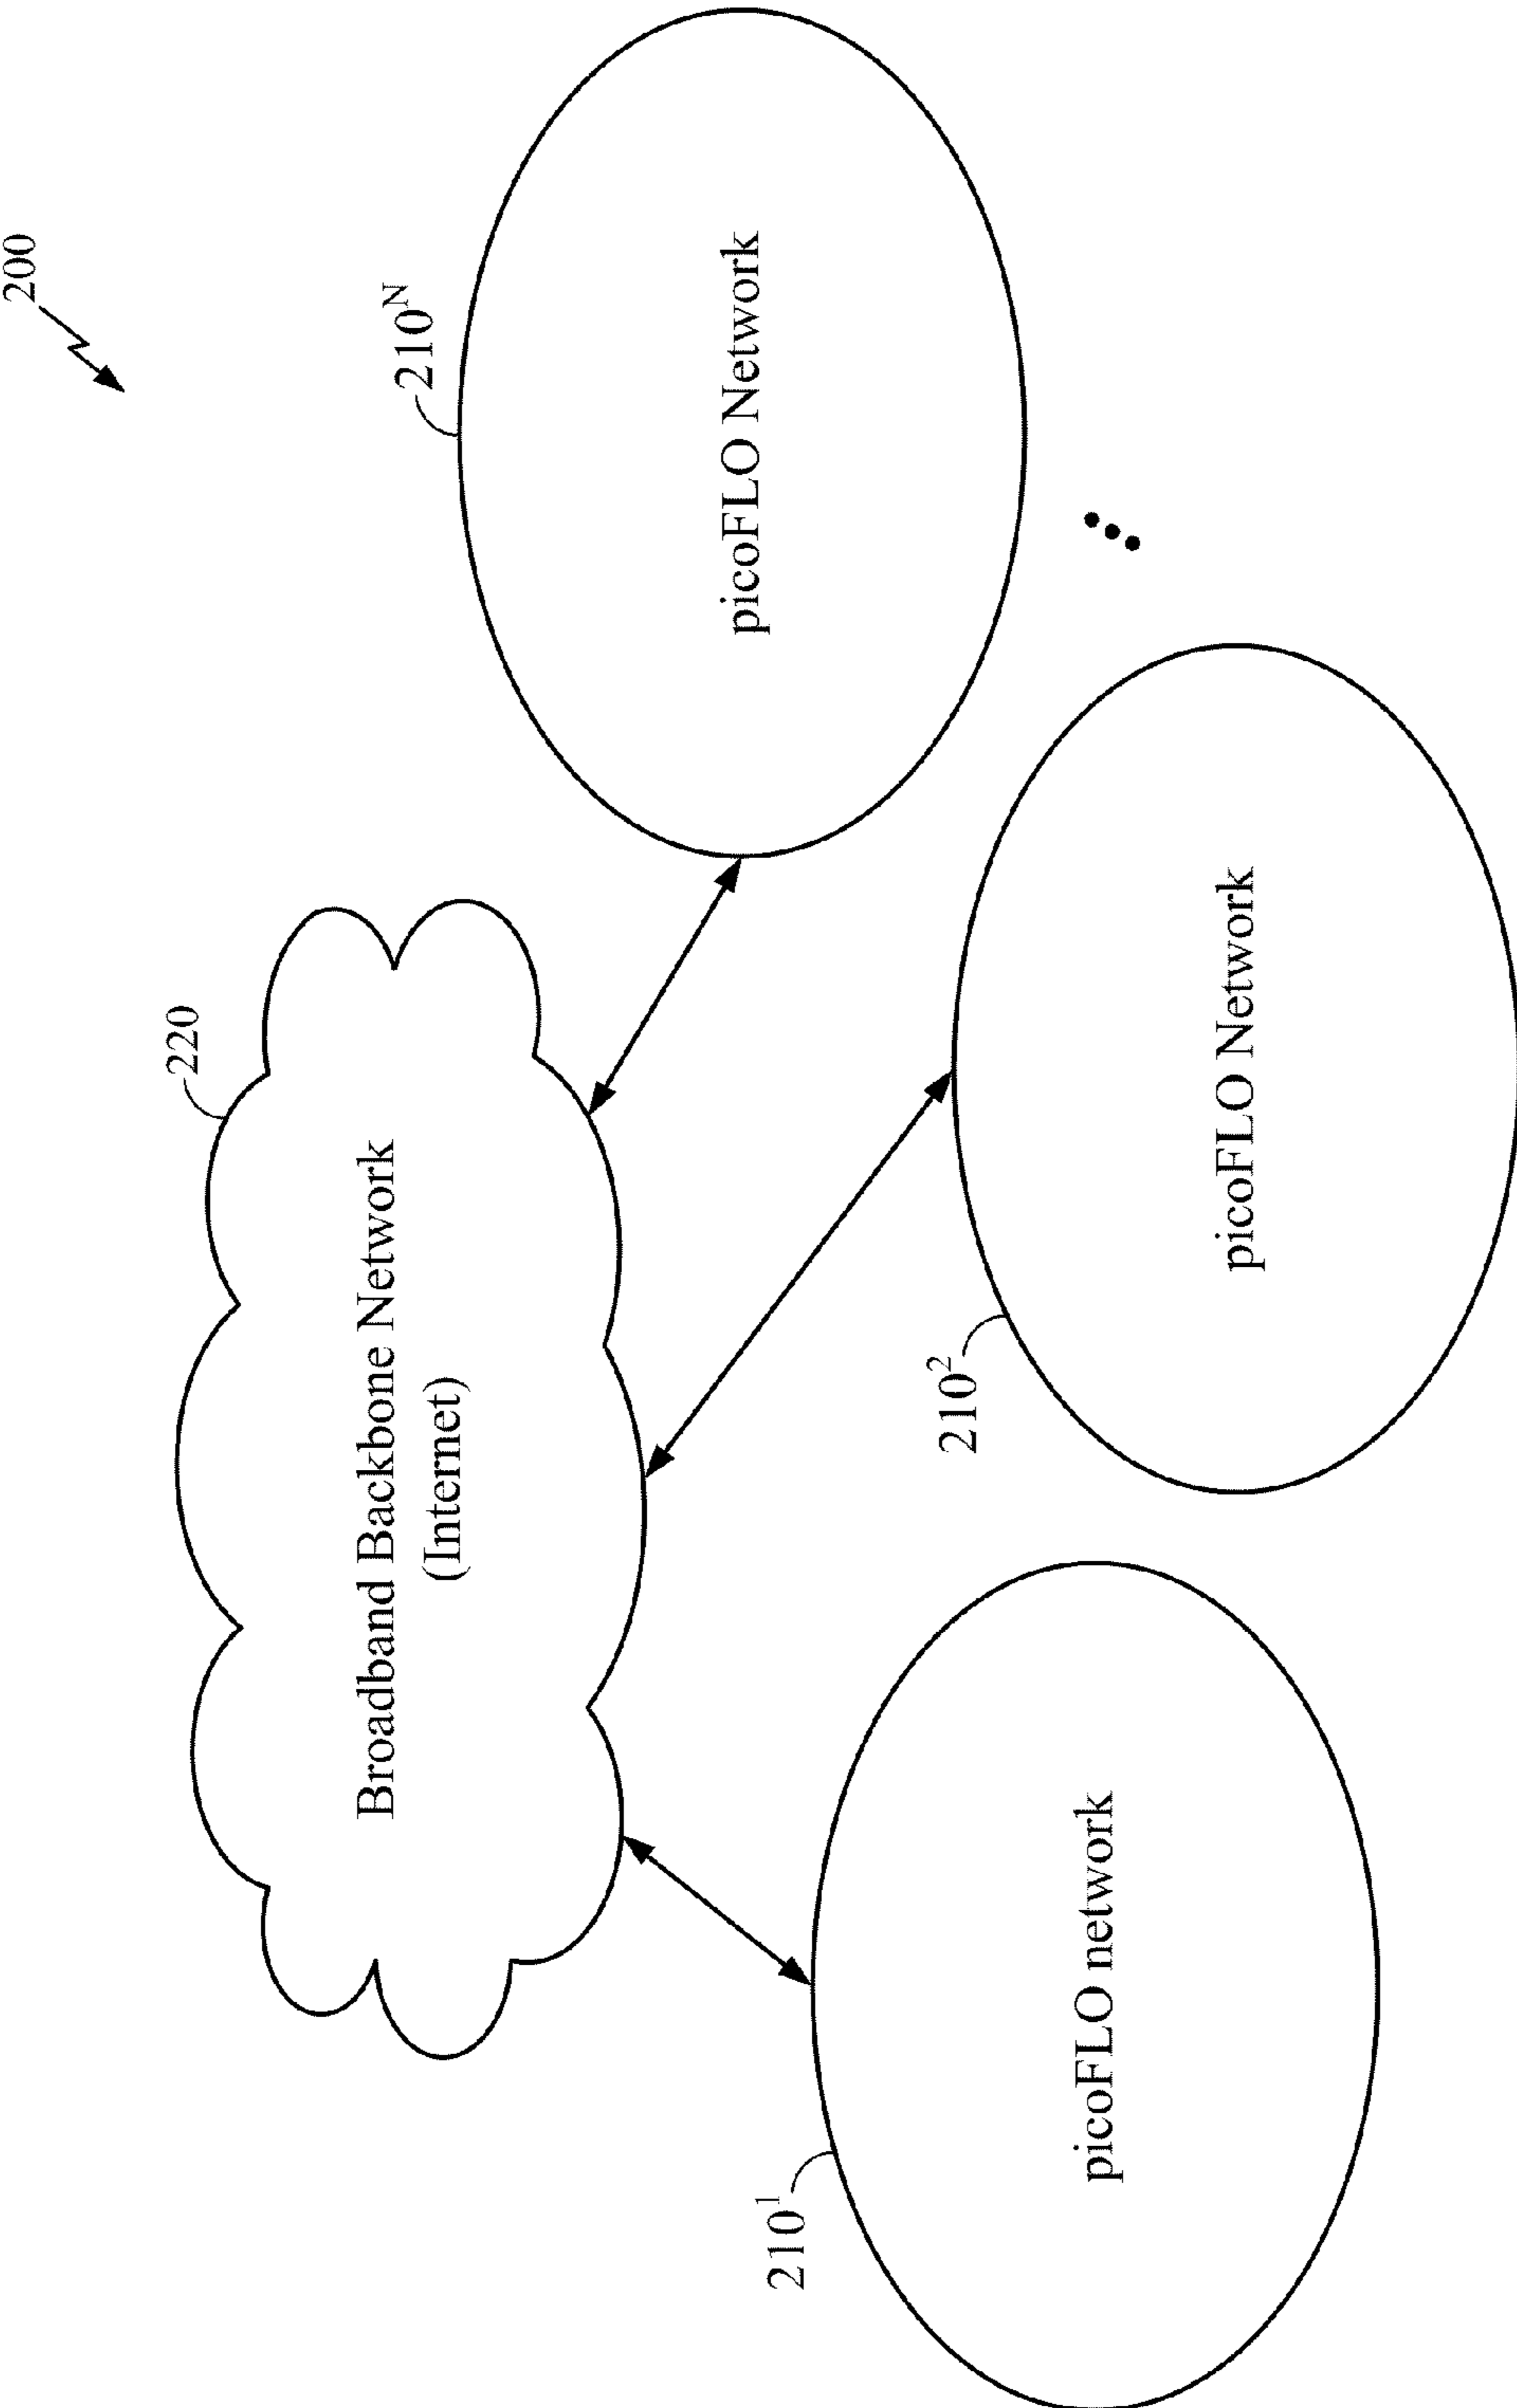 200
220
Broadband Backbone Network
(Internet)
210^N
picoFLO Network
210^1
picoFLO network
210^2
picoFLO Network